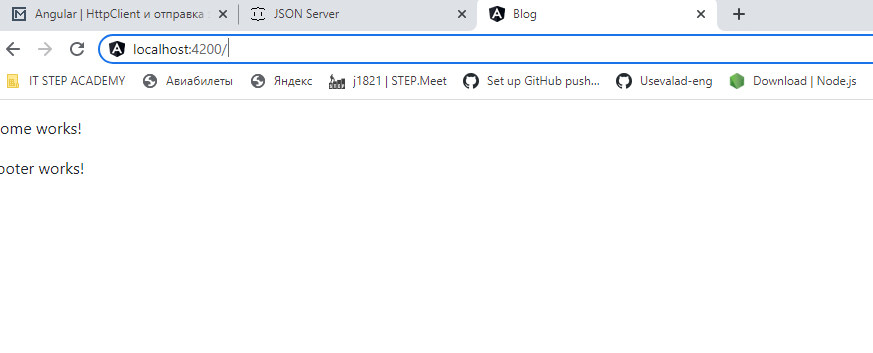 Angular | HttpClient и отправка з JSON Server Blog
localhost:4200/
IT STEP ACADEMY Авиабилеты Яндекс j1821 | STEP.Meet Set up GitHub push... Usevalad-eng Download | Node.js
ome works!
ooter works!